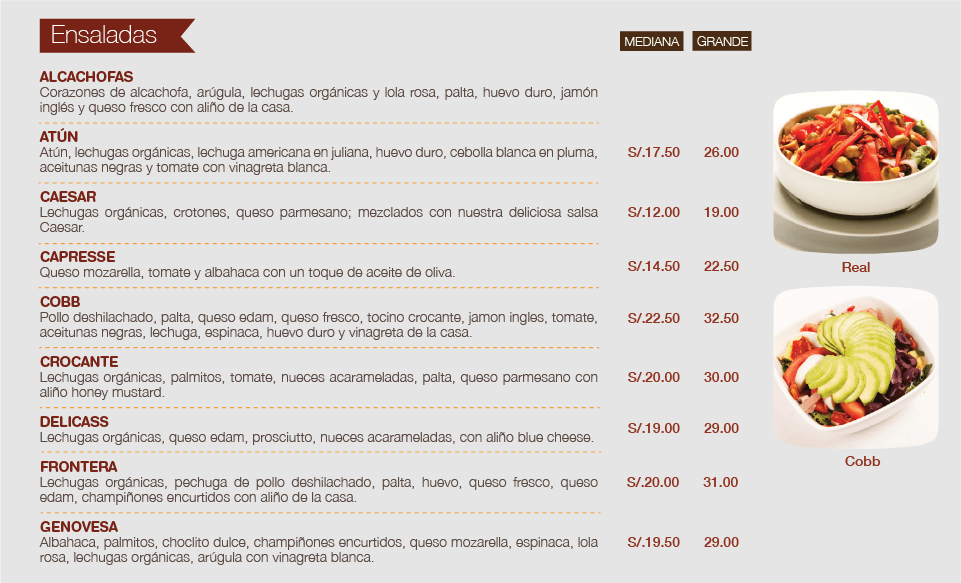 Ensaladas
MEDIANA GRANDE
ALCACHOFAS
Corazones de alcachofa, arúgula, lechugas orgánicas y lola rosa, palta, huevo duro, jamón
inglés y queso fresco con aliño de la casa.
ATÚN
Atún, lechugas orgánicas, lechuga americana en juliana, huevo duro, cebolla blanca en pluma,
aceitunas negras y tomate con vinagreta blanca.
S/.17.50 26.00
CAESAR
Lechugas orgánicas, crotones, queso parmesano; mezclados con nuestra deliciosa salsa
Caesar.
S/.12.00 19.00
CAPRESSE
Queso mozarella, tomate y albahaca con un toque de aceite de oliva.
S/.14.50 22.50
Real
COBB
Pollo deshilachado, palta, queso edam, queso fresco, tocino crocante, jamon ingles, tomate,
aceitunas negras, lechuga, espinaca, huevo duro y vinagreta de la casa.
S/.22.50 32.50
CROCANTE
Lechugas orgánicas, palmitos, tomate, nueces acarameladas, palta, queso parmesano con
aliño honey mustard.
S/.20.00 30.00
DELICASS
Lechugas orgánicas, queso edam, prosciutto, nueces acarameladas, con aliño blue cheese.
S/.19.00 29.00
Cobb
FRONTERA
Lechugas orgánicas, pechuga de pollo deshilachado, palta, huevo, queso fresco, queso
edam, champiñones encurtidos con aliño de la casa.
S/.20.00 31.00
GENOVESA
Albahaca, palmitos, choclito dulce, champiñones encurtidos, queso mozarella, espinaca, lola
rosa, lechugas orgánicas, arúgula con vinagreta blanca.
S/.19.50 29.00